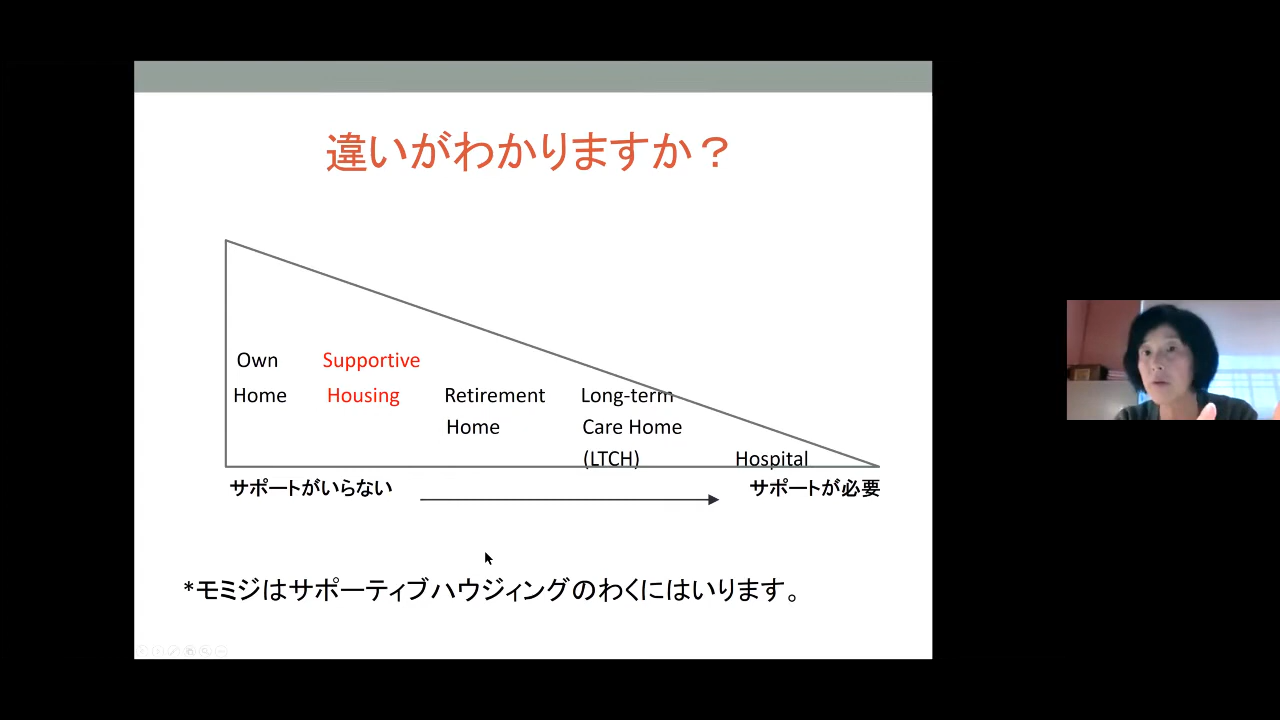 違いがわかりますか？
Own
Home
Supportive
Housing
Retirement
Home
Long-term
Care Home
(LTCH)
Hospital
サポートがいらない
サポートが必要
*モミジはサポーティブハウジィングのわくにはいります。